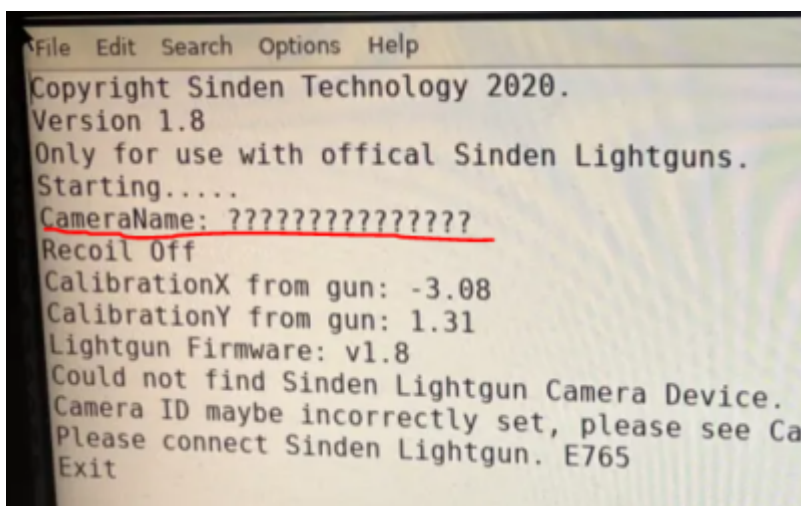 File Edit Search Options Help
Copyright Sinden Technology 2020.
Version 1.8
Only for use with offical Sinden Lightguns.
Starting.....
CameraName: ???????????????
Recoil Off
CalibrationX from gun: -3.08
CalibrationY from gun: 1.31
Lightgun Firmware: v1.8
Could not find Sinden Lightgun Camera Device.
Camera ID maybe incorrectly set, please see Ca
Please connect Sinden Lightgun. E765
Exit